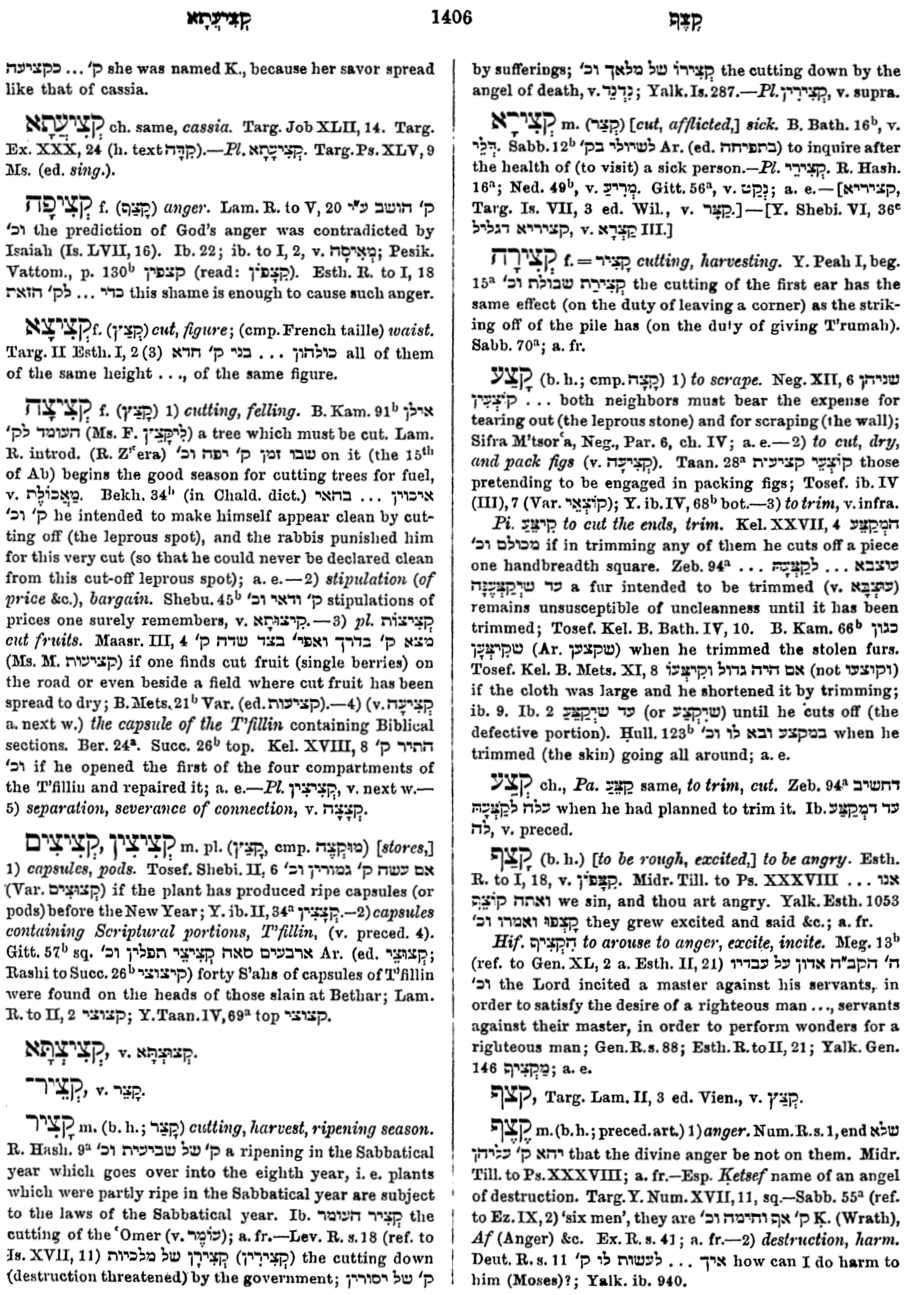 קְצִיעֲתָא 1406 קֶצֶף
כקציעה ... ק׳ she was named K., because her savor spread
like that of cassia.
קְצִיעֲתָא ch. same, cassia. Targ. Job XLII, 14. Targ.
Ex. XXX, 24 (h. text קִדָּה).—Pl. קְצִיעָתָא. Targ. Ps. XLV, 9
Ms. (ed. sing.).
קְצִיפָה f. (קָצַף) anger. Lam. R. to V, 20 ק׳ חושב ע״י
וכ׳ the prediction of God's anger was contradicted by
Isaiah (Is. LVII, 16). Ib. 22; ib. to I, 2, v. מְאִיסָה; Pesik.
Vattom., p. 130ᵇ קצפין (read: קְצָפוֹן). Esth. R. to I, 18
כדי ... לק׳ הזאת this shame is enough to cause such anger.
קְצִיצָא f. (קָצַץ) cut, figure; (cmp. French taille) waist.
Targ. II Esth. I, 2 (3) כולהון ... בני ק׳ חדא all of them
of the same height . . ., of the same figure.
קְצִיצָה f. (קָצַץ) 1) cutting, felling. B. Kam. 91ᵇ אילן
העומד לק׳ (Ms. F. לִיקָּצֵץ) a tree which must be cut. Lam.
R. introd. (R. Zʿera) שבו זמן ק׳ יפה וכ׳ on it (the 15ᵗʰ
of Ab) begins the good season for cutting trees for fuel,
v. מַאֲכוֹלֶת. Bekh. 34ᵇ (in Chald. dict.) איכוין ... בהאי
ק׳ וכ׳ he intended to make himself appear clean by cut-
ting off (the leprous spot), and the rabbis punished him
for this very cut (so that he could never be declared clean
from this cut-off leprous spot); a. e.—2) stipulation (of
price &c.), bargain. Shebu. 45ᵇ ק׳ ודאי וכ׳ stipulations of
prices one surely remembers, v. קִיצוּתָא.—3) pl. קְצִיצוֹת
cut fruits. Maasr. III, 4 מצא ק׳ בדרך ואפי׳ בצד שדה ק׳
(Ms. M. קציעות) if one finds cut fruit (single berries) on
the road or even beside a field where cut fruit has been
spread to dry; B. Mets. 21ᵇ Var. (ed. קציעות).—4) (v. קְצִיעָה
a. next w.) the capsule of the T'fillin containing Biblical
sections. Ber. 24ᵃ. Succ. 26ᵇ top. Kel. XVIII, 8 התיר ק׳
וכ׳ if he opened the first of the four compartments of
the T'fillin and repaired it; a. e.—Pl. קְצִיצִין, v. next w.—
5) separation, severance of connection, v. קְצָצָה.
קְצִיצִין, קְצִיצִים m. pl. (קָצַץ, cmp. מוּקְצֶה) [stores,]
1) capsules, pods. Tosef. Shebi. II, 6 אם עשה ק׳ גמורין וכ׳
(Var. קצוצים) if the plant has produced ripe capsules (or
pods) before the New Year; Y. ib. II, 34ᵃ קְצָצִין.—2) capsules
containing Scriptural portions, T'fillin, (v. preced. 4).
Gitt. 57ᵇ sq. ארבעים סאה קְצִיצֵי תפלין וכ׳ Ar. (ed. קְצוּצֵי;
Rashi to Succ. 26ᵇ קיצוצי) forty S'ahs of capsules of T'fillin
were found on the heads of those slain at Bethar; Lam.
R. to II, 2 קצוצי; Y. Taan. IV, 69ᵃ top קצוצי.
קְצִיצְתָּא, v. קְצוּצְתָּא.
קְצֵיר־, v. קְצַר.
קָצִיר m. (b. h.; קָצַר) cutting, harvest, ripening season.
R. Hash. 9ᵃ ק׳ של שביעית וכ׳ a ripening in the Sabbatical
year which goes over into the eighth year, i. e. plants
which were partly ripe in the Sabbatical year are subject
to the laws of the Sabbatical year. Ib. קציר העומר the
cutting of the ʿOmer (v. עוֹמֶר); a. fr.—Lev. R. s. 18 (ref. to
Is. XVII, 11) קְצִירָן של מלכיות (קְצִירִין) the cutting down
(destruction threatened) by the government; ק׳ של יסורין
by sufferings; קְצִירוֹ של מלאך וכ׳ the cutting down by the
angel of death, v. נִדְנֵד; Yalk. Is. 287.—Pl. קְצִירִין, v. supra.
קְצִירָא m. (קְצַר) [cut, afflicted,] sick. B. Bath. 16ᵇ, v.
דְּלֵי. Sabb. 12ᵇ לשיולי בק׳ Ar. (ed. בתפיחה) to inquire after
the health of (to visit) a sick person.—Pl. קְצִירֵי. R. Hash.
16ᵃ; Ned. 49ᵇ, v. מְרִיעַ. Gitt. 56ᵃ, v. נְקַט; a. e.—[קציריא,
Targ. Is. VII, 3 ed. Wil., v. קְצַר.]—[Y. Shebi. VI, 36ᶜ
קציריא דגליל, v. קַצְרָא III.]
קְצִירָה f. = קָצִיר cutting, harvesting. Y. Peah I, beg.
15ᵃ קְצִירַת שבולת וכ׳ the cutting of the first ear has the
same effect (on the duty of leaving a corner) as the strik-
ing off of the pile has (on the duty of giving T'rumah).
Sabb. 70ᵃ; a. fr.
קָצַע (b. h.; cmp. קָצָה) 1) to scrape. Neg. XII, 6 שניהן
קוֹצְעִין ... both neighbors must bear the expense for
tearing out (the leprous stone) and for scraping (the wall);
Sifra M'tsorʿa, Neg., Par. 6, ch. IV; a. e.—2) to cut, dry,
and pack figs (v. קְצִיעָה). Taan. 28ᵃ קוֹצְעֵי קציעות those
pretending to be engaged in packing figs; Tosef. ib. IV
(III), 7 (Var. קוֹצְאֵי); Y. ib. IV, 68ᵇ bot.—3) to trim, v. infra.
Pi. קִיצֵּעַ to cut the ends, trim. Kel. XXVII, 4 המְקַצֵּעַ
מכולם וכ׳ if in trimming any of them he cuts off a piece
one handbreadth square. Zeb. 94ᵃ עוצבא ... לקַצְּעָהּ ...
עד שיְקַצְּעֶנָּה a fur intended to be trimmed (v. עוּצְבָּא)
remains unsusceptible of uncleanness until it has been
trimmed; Tosef. Kel. B. Bath. IV, 10. B. Kam. 66ᵇ כגון
שקִיצְּעָן (Ar. שקצען) when he trimmed the stolen furs.
Tosef. Kel. B. Mets. XI, 8 אם היה גדול וקִיצְּעוֹ (not וקוצעו)
if the cloth was large and he shortened it by trimming;
ib. 9. Ib. 2 עד שיְקַצֵּעַ (or שיִּקָּצֵע) until he cuts off (the
defective portion). Ḥull. 123ᵇ במקצע ובא לו וכ׳ when he
trimmed (the skin) going all around; a. e.
קְצַע ch., Pa. קַצַּע same, to trim, cut. Zeb. 94ᵃ דחשיב
עלה לקַצְּעָהּ when he had planned to trim it. Ib. עד דמקַצַּע
לה, v. preced.
קָצַף (b. h.) [to be rough, excited,] to be angry. Esth.
R. to I, 18, v. קְצָפוֹן. Midr. Till. to Ps. XXXVIII אנו ...
ואתה קוֹצֵף we sin, and thou art angry. Yalk. Esth. 1053
קָצְפוּ ואמרו וכ׳ they grew excited and said &c.; a. fr.
Hif. הִקְצִיף to arouse to anger, excite, incite. Meg. 13ᵇ
(ref. to Gen. XL, 2 a. Esth. II, 21) ה׳ הקב״ה אדון על עבדיו
וכ׳ the Lord incited a master against his servants, in
order to satisfy the desire of a righteous man . . ., servants
against their master, in order to perform wonders for a
righteous man; Gen. R. s. 88; Esth. R. to II, 21; Yalk. Gen.
146 מַקְצִיף; a. e.
קְצַף, Targ. Lam. II, 3 ed. Vien., v. קְצַץ.
קֶצֶף m. (b. h.; preced. art.) 1) anger. Num. R. s. 1, end שלא
יהא ק׳ עליהן that the divine anger be not on them. Midr.
Till. to Ps. XXXVIII; a. fr.—Esp. Ḳetsef name of an angel
of destruction. Targ. Y. Num. XVII, 11, sq.—Sabb. 55ᵃ (ref.
to Ez. IX, 2) 'six men', they are ק׳ אף וחימה וכ׳ Ḳ. (Wrath),
Af (Anger) &c. Ex. R. s. 41; a. fr.—2) destruction, harm.
Deut. R. s. 11 איך ... לעשות לו ק׳ how can I do harm to
him (Moses)?; Yalk. ib. 940.